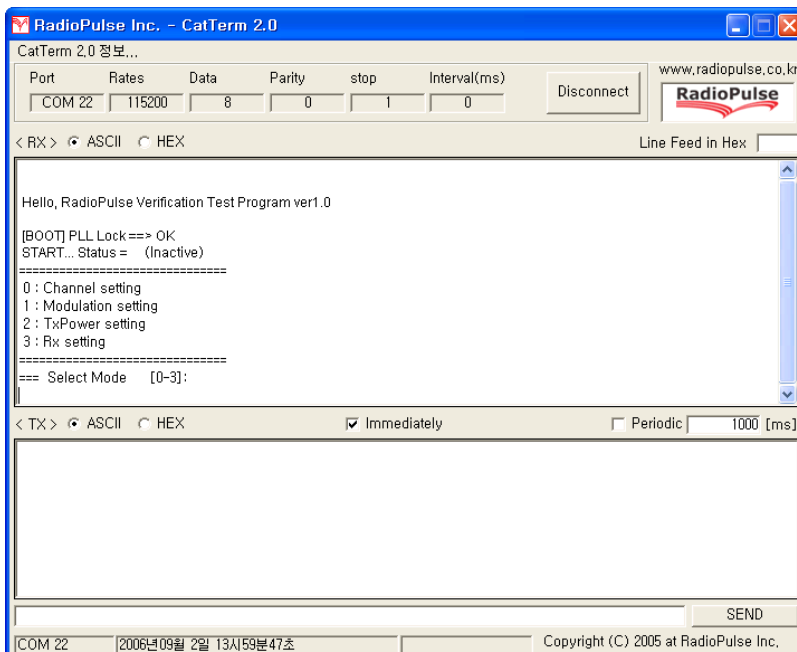 RadioPulse Inc. - CatTerm 2.0
CatTerm 2.0 정보...
Port Rates Data Parity stop Interval(ms)
COM 22 115200 8 0 1 0
Disconnect
www.radiopulse.co.kr
RadioPulse
< RX > ASCII HEX Line Feed in Hex
Hello, RadioPulse Verification Test Program ver1.0
[BOOT] PLL Lock ==> OK
START... Status = (Inactive)
===============================
0 : Channel setting
1 : Modulation setting
2 : TxPower setting
3 : Rx setting
===============================
=== Select Mode [0-3]:
< TX > ASCII HEX Immediately Periodic 1000 [ms]
SEND
COM 22 2006년 09월 2일 13시59분47초 Copyright (C) 2005 at RadioPulse Inc.